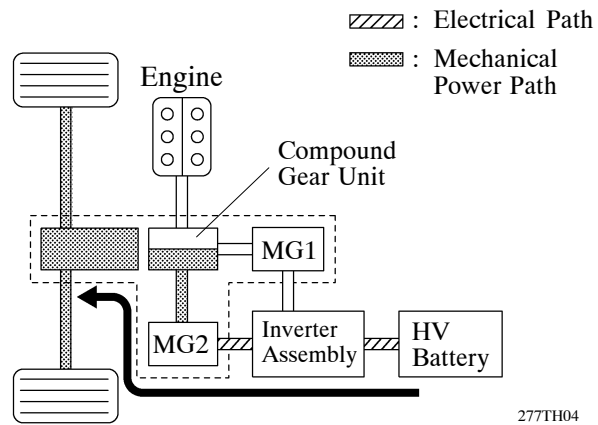 : Electrical Path
: Mechanical
Power Path
Engine
Compound
Gear Unit
MG1
MG2
Inverter
Assembly
HV
Battery
277TH04